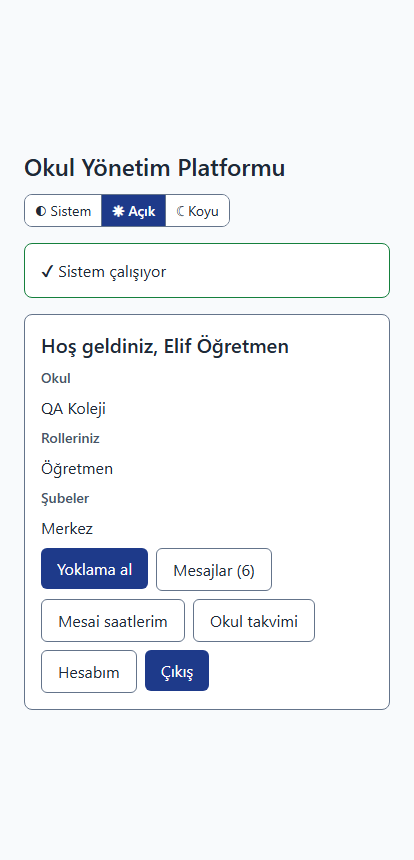 Okul Yönetim Platformu
◐ Sistem ☀ Açık ☾ Koyu
✓ Sistem çalışıyor
Hoş geldiniz, Elif Öğretmen
Okul
QA Koleji
Rolleriniz
Öğretmen
Şubeler
Merkez
Yoklama al Mesajlar (6)
Mesai saatlerim Okul takvimi
Hesabım Çıkış